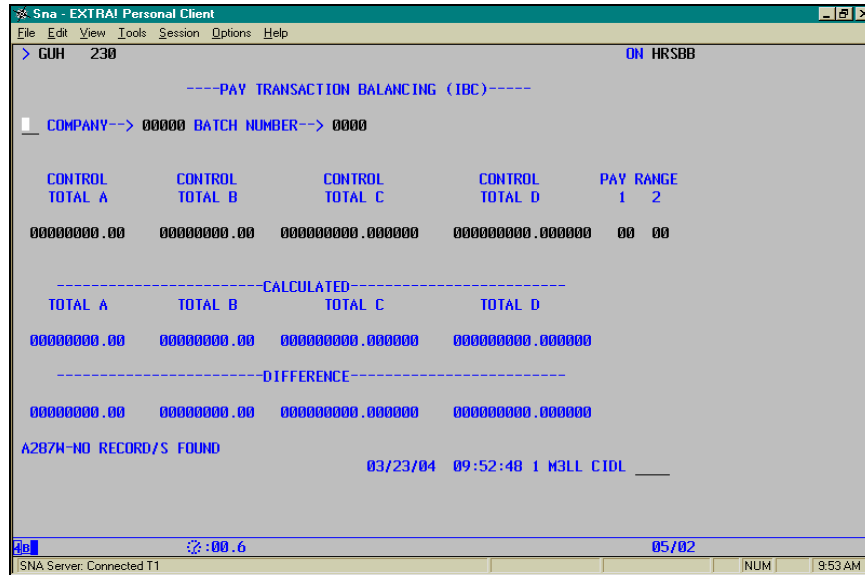 Sna - EXTRA! Personal Client
File Edit View Tools Session Options Help
> GUH 230 ON HRSBB
----PAY TRANSACTION BALANCING (IBC)-----
__ COMPANY--> 00000 BATCH NUMBER--> 0000
CONTROL CONTROL CONTROL CONTROL PAY RANGE
TOTAL A TOTAL B TOTAL C TOTAL D 1 2
00000000.00 00000000.00 000000000.000000 000000000.000000 00 00
------------------------CALCULATED-------------------------
TOTAL A TOTAL B TOTAL C TOTAL D
00000000.00 00000000.00 000000000.000000 000000000.000000
------------------------DIFFERENCE-------------------------
00000000.00 00000000.00 000000000.000000 000000000.000000
A287W-NO RECORD/S FOUND
03/23/04 09:52:48 1 M3LL CIDL ____
4B :00.6 05/02
SNA Server: Connected T1 NUM 9:53 AM